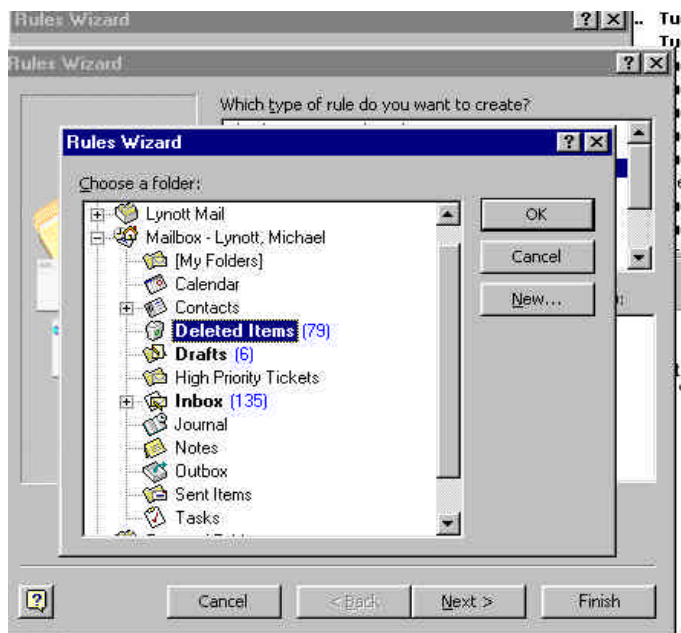 Rules Wizard
.. Tu
Tu
Rules Wizard
Which type of rule do you want to create?
Rules Wizard
Choose a folder:
Lynott Mail
OK
Mailbox - Lynott, Michael
[My Folders]
Cancel
Calendar
Contacts
New...
Deleted Items (79)
Drafts (6)
High Priority Tickets
Inbox (135)
Journal
Notes
Outbox
Sent Items
Tasks
Cancel
< Back
Next >
Finish